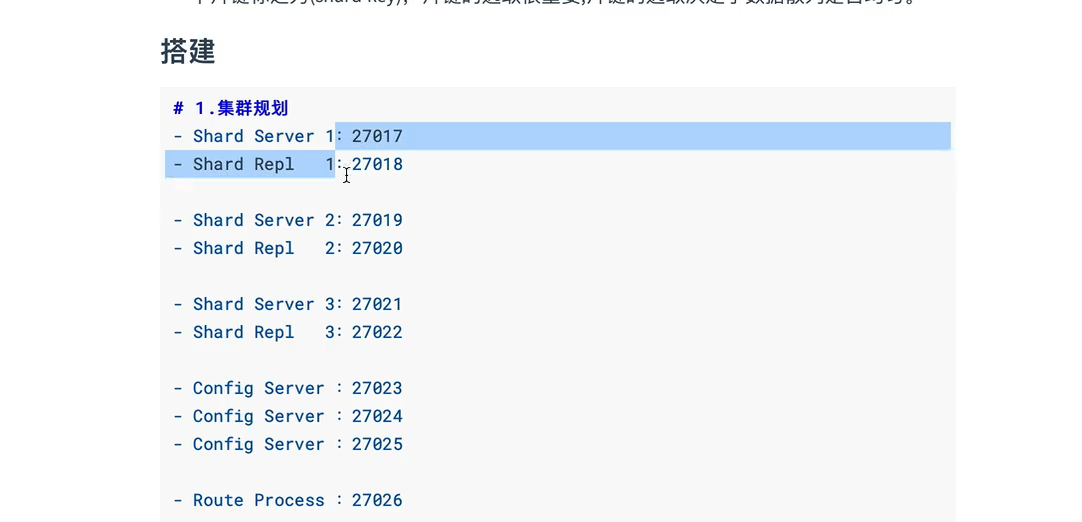 搭建
# 1.集群规划
- Shard Server 1: 27017
- Shard Repl   1: 27018
- Shard Server 2: 27019
- Shard Repl   2: 27020
- Shard Server 3: 27021
- Shard Repl   3: 27022
- Config Server : 27023
- Config Server : 27024
- Config Server : 27025
- Route Process : 27026